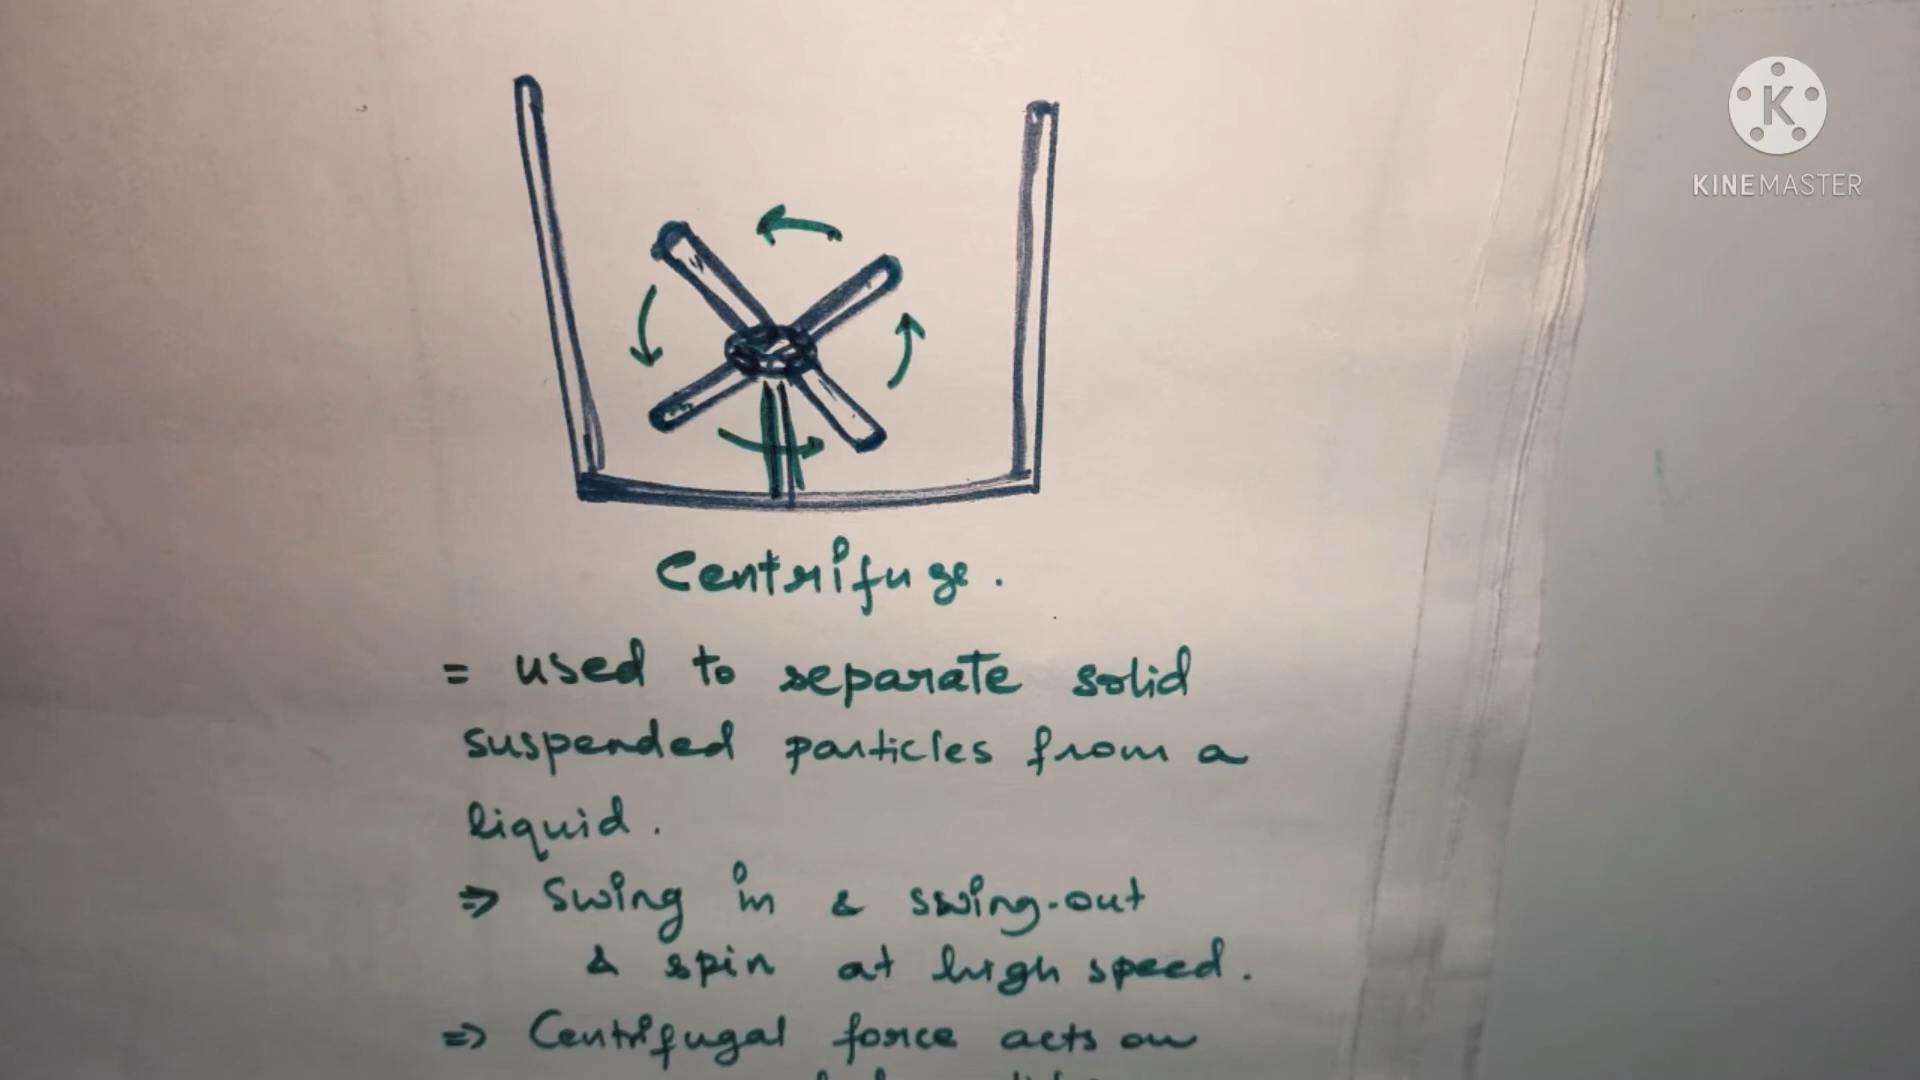 KINEMASTER
Centrifuge.
= used to separate solid
suspended particles from a
liquid.
⇒ Swing in & swing-out
& spin at high speed.
⇒ Centrifugal force acts on